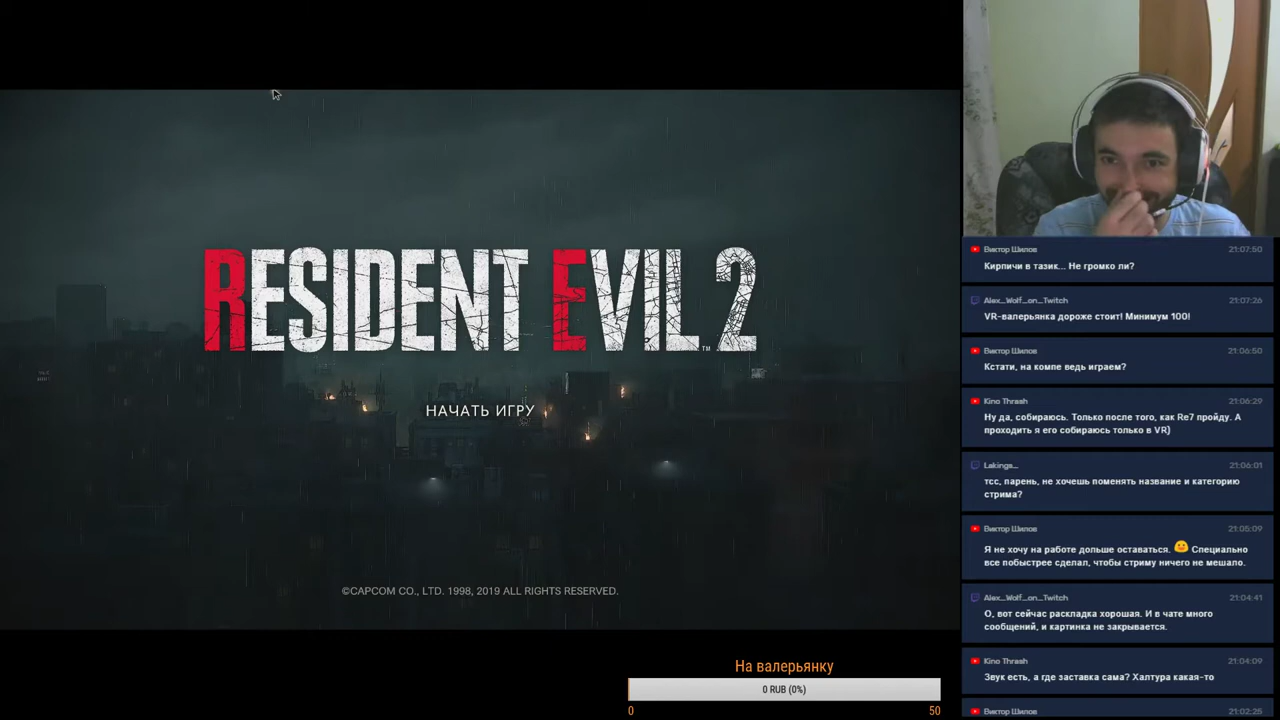 RESIDENT EVIL 2
™
НАЧАТЬ ИГРУ
©CAPCOM CO., LTD. 1998, 2019 ALL RIGHTS RESERVED.
На валерьянку
0 RUB (0%)
0 50
Виктор Шилов 21:07:50
Кирпичи в тазик... Не громко ли?
Alex_Wolf_on_Twitch 21:07:26
VR-валерьянка дороже стоит! Минимум 100!
Виктор Шилов 21:06:50
Кстати, на компе ведь играем?
Kino Thrash 21:06:29
Ну да, собираюсь. Только после того, как Re7 пройду. А
проходить я его собираюсь только в VR)
Lakings_ 21:06:01
тсс, парень, не хочешь поменять название и категорию
стрима?
Виктор Шилов 21:05:09
Я не хочу на работе дольше оставаться. Специально
все побыстрее сделал, чтобы стриму ничего не мешало.
Alex_Wolf_on_Twitch 21:04:41
О, вот сейчас раскладка хорошая. И в чате много
сообщений, и картинка не закрывается.
Kino Thrash 21:04:09
Звук есть, а где заставка сама? Халтура какая-то
Виктор Шилов 21:02:25